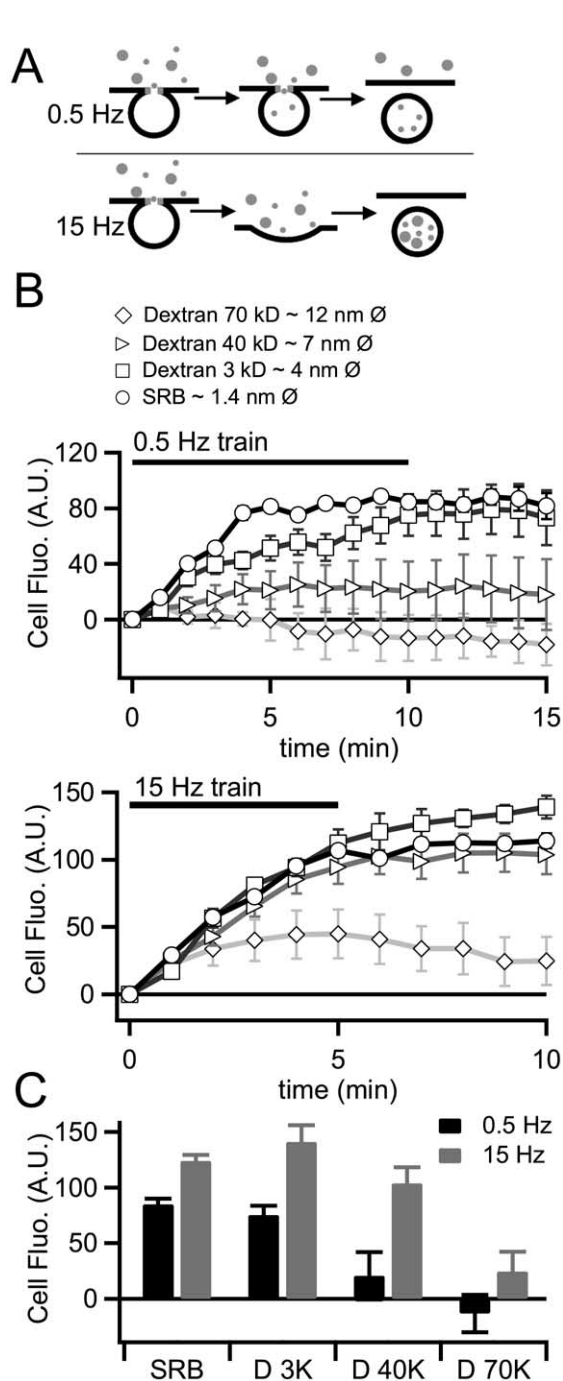 A
0.5 Hz
15 Hz
B
Dextran 70 kD ~ 12 nm Ø
Dextran 40 kD ~ 7 nm Ø
Dextran 3 kD ~ 4 nm Ø
SRB ~ 1.4 nm Ø
0.5 Hz train
Cell Fluo. (A.U.)
120
80
40
0
0 5 10 15
time (min)
15 Hz train
Cell Fluo. (A.U.)
150
100
50
0
0 5 10
time (min)
C
0.5 Hz
15 Hz
Cell Fluo. (A.U.)
150
100
50
0
SRB D 3K D 40K D 70K